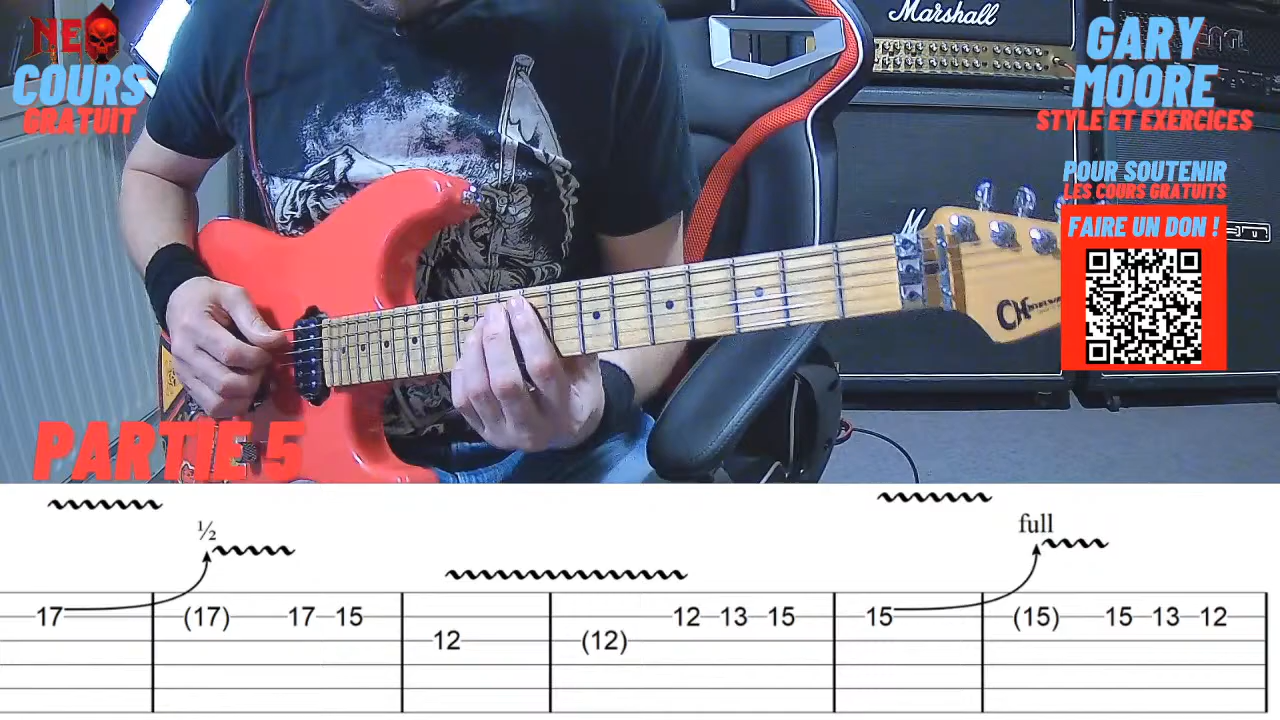 NEO
COURS
GRATUIT
Marshall
GARY
MOORE
STYLE ET EXERCICES
POUR SOUTENIR
LES COURS GRATUITS
FAIRE UN DON !
PARTIE 5
½
full
17 (17) 17 15 12 13 15 15 (15) 15 13 12
12 (12)